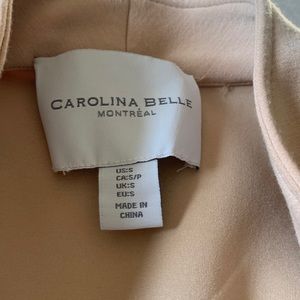 CAROLINA BELLE
MONTRÉAL
US:S
CA:S/P
UK:S
EU:S
MADE IN
CHINA